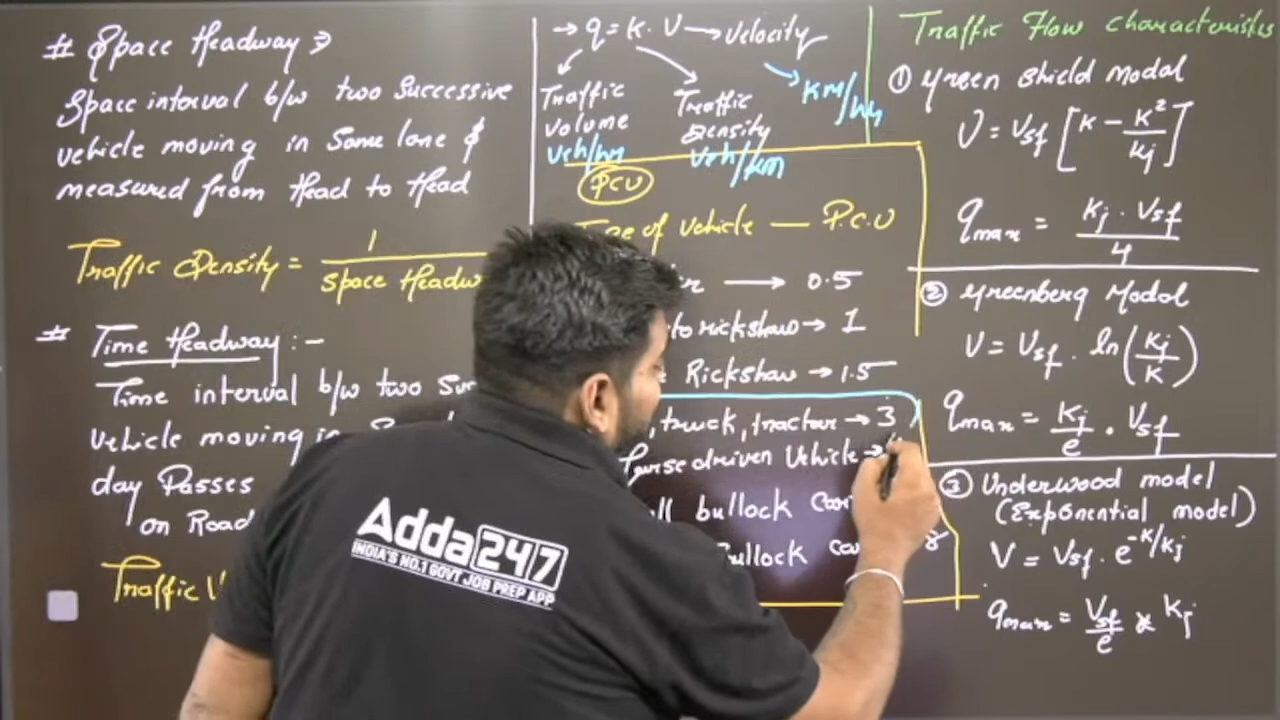 # Space Headway →
Space interval b/w two successive
vehicle moving in Same lane &
measured from Head to Head
Traffic Density = 1 / space Headw
# Time Headway :-
Time interval b/w two Suc
vehicle moving in
day Passes
on Road
Traffic V
→ q = K . V → Velocity
KM/Hr
Traffic Volume
Veh/Hr
Traffic Density
Veh/KM
PCU
of Vehicle — P.C.U
→ 0.5
to rickshaw → 1
Rickshaw → 1.5
, truck, tractor → 3
Horse driven Vehicle →
ll bullock
Bullock
8
Traffic Flow characteristics
① Green Shield Modal
V = Vsf [K - K²/Kj]
qmax = Kj . Vsf / 4
② Greenberg Modal
V = Vsf . ln(Kj/K)
qmax = Kj/e . Vsf
③ Underwood model
(Exponential model)
V = Vsf . e^-K/Kj
qmax = Vsf/e × Kj
Adda247
INDIA'S NO.1 GOVT JOB PREP APP